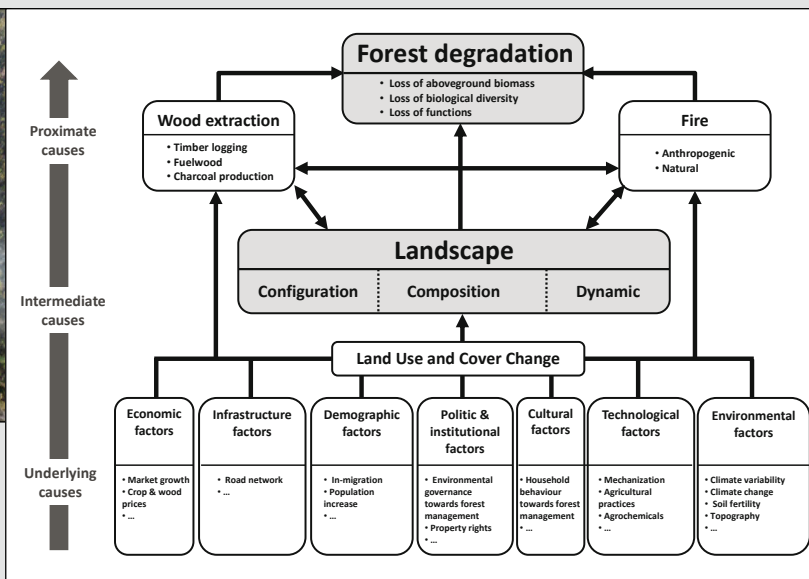 Forest degradation
• Loss of aboveground biomass
• Loss of biological diversity
• Loss of functions
Proximate
causes
Wood extraction
• Timber logging
• Fuelwood
• Charcoal production
Fire
• Anthropogenic
• Natural
Intermediate
causes
Landscape
Configuration
Composition
Dynamic
Land Use and Cover Change
Underlying
causes
Economic
factors
• Market growth
• Crop & wood
prices
• ...
Infrastructure
factors
• Road network
• ...
Demographic
factors
• In-migration
• Population
increase
• ...
Politic &
institutional
factors
• Environmental
governance
towards forest
management
• Property rights
• ...
Cultural
factors
• Household
behaviour
towards forest
management
• ...
Technological
factors
• Mechanization
• Agricultural
practices
• Agrochemicals
• ...
Environmental
factors
• Climate variability
• Climate change
• Soil fertility
• Topography
• ...